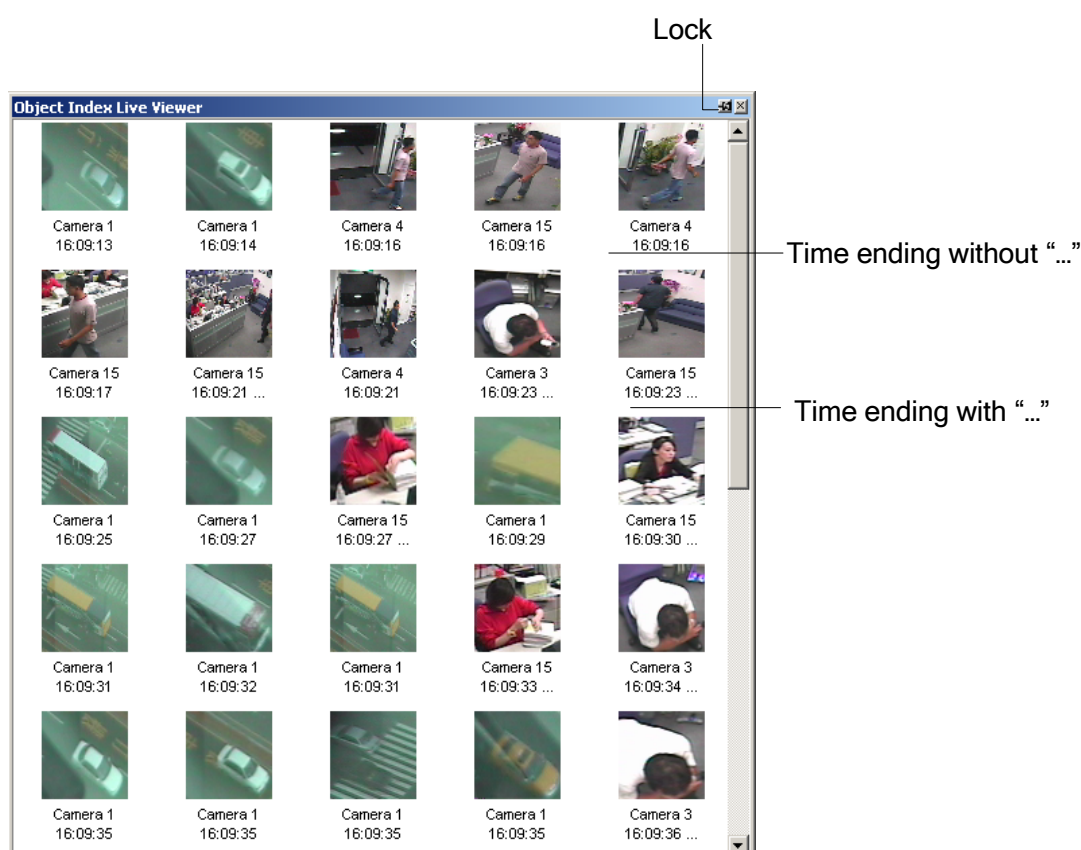 Lock
Object Index Live Viewer
Camera 1 Camera 1 Camera 4 Camera 15 Camera 4
16:09:13 16:09:14 16:09:16 16:09:16 16:09:16
Time ending without “…”
Camera 15 Camera 15 Camera 4 Camera 3 Camera 15
16:09:17 16:09:21 ... 16:09:21 16:09:23 ... 16:09:23 ...
Time ending with “…”
Camera 1 Camera 1 Camera 15 Camera 1 Camera 15
16:09:25 16:09:27 16:09:27 ... 16:09:29 16:09:30 ...
Camera 1 Camera 1 Camera 1 Camera 15 Camera 3
16:09:31 16:09:32 16:09:31 16:09:33 ... 16:09:34 ...
Camera 1 Camera 1 Camera 1 Camera 1 Camera 3
16:09:35 16:09:35 16:09:35 16:09:35 16:09:36 ...